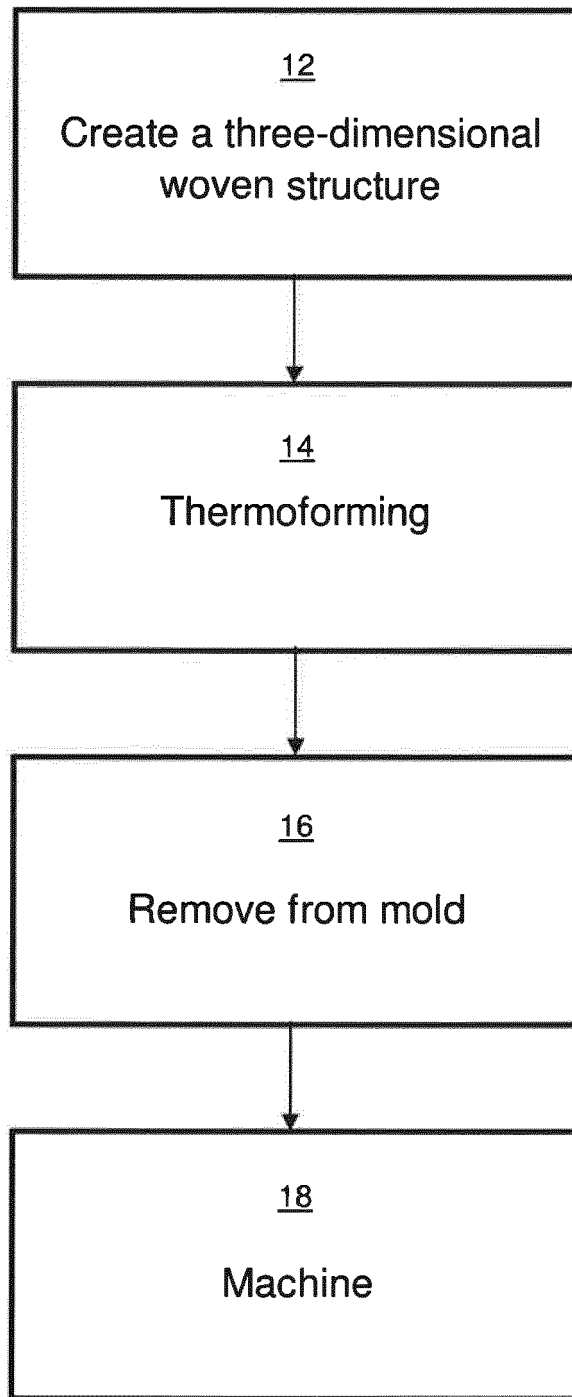 12
Create a three-dimensional
woven structure
14
Thermoforming
16
Remove from mold
18
Machine